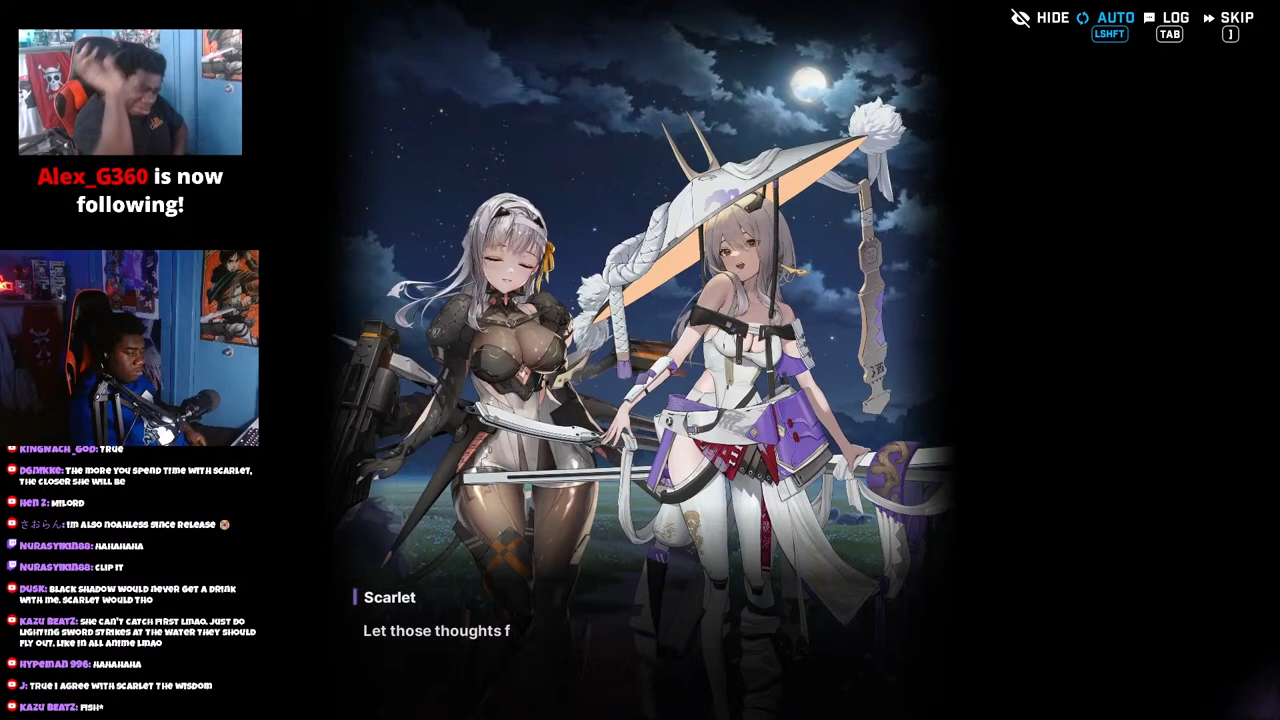 HIDE AUTO LOG SKIP
LSHFT TAB ]
Alex_G360 is now
following!
KINGNACH_GOD: TRUE
DGNIKKE: THE MORE YOU SPEND TIME WITH SCARLET,
THE CLOSER SHE WILL BE
HEN Z: MILORD
さおらん: IM ALSO NOAHLESS SINCE RELEASE
NURASYIKIN88: HAHAHAHA
NURASYIKIN88: CLIP IT
DUSK: BLACK SHADOW WOULD NEVER GET A DRINK
WITH ME. SCARLET WOULD THO
KAZU BEATZ: SHE CAN'T CATCH FIRST LMAO. JUST DO
LIGHTING SWORD STRIKES AT THE WATER THEY SHOULD
FLY OUT. LIKE IN ALL ANIME LMAO
HYPEMAN 996: HAHAHAHA
J: TRUE I AGREE WITH SCARLET THE WISDOM
KAZU BEATZ: FISH*
Scarlet
Let those thoughts f